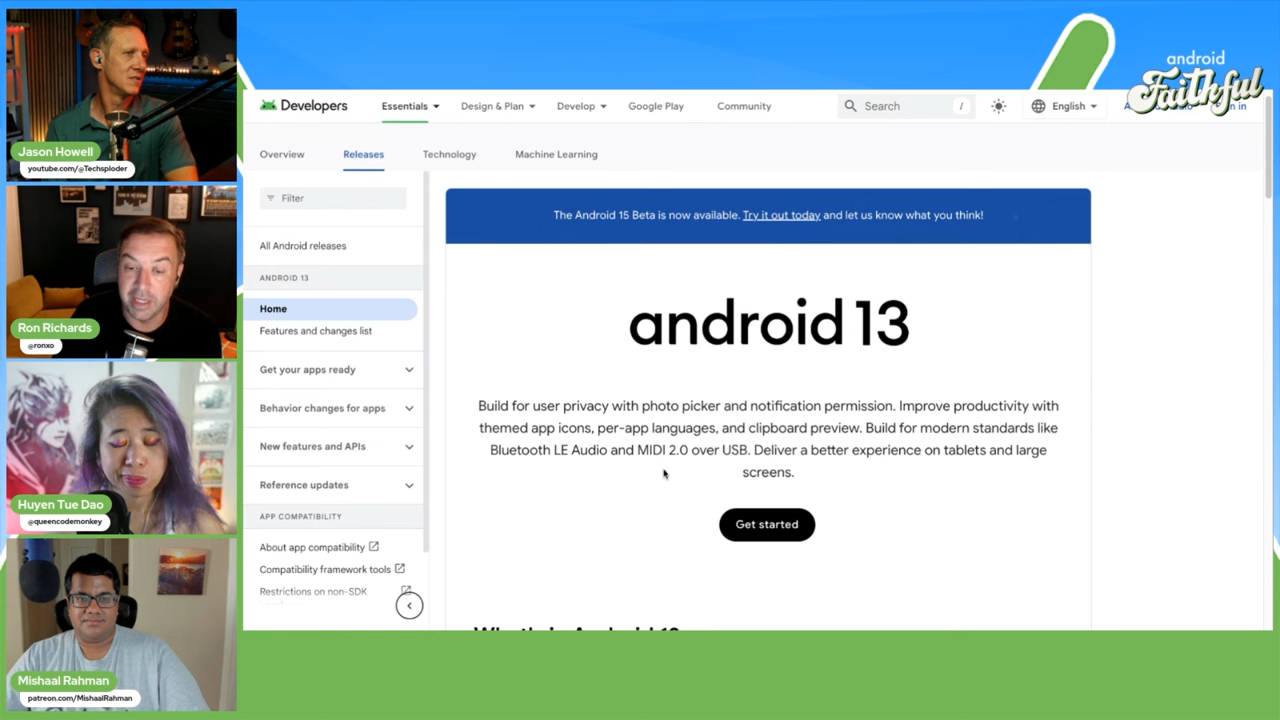 Jason Howell
youtube.com/@Techsploder
Ron Richards
@ronxo
Huyen Tue Dao
@queencodemonkey
Mishaal Rahman
patreon.com/MishaalRahman
android
Faithful
Developers
Essentials
Design & Plan
Develop
Google Play
Community
Search
/
English
in
Overview
Releases
Technology
Machine Learning
Filter
All Android releases
ANDROID 13
Home
Features and changes list
Get your apps ready
Behavior changes for apps
New features and APIs
Reference updates
APP COMPATIBILITY
About app compatibility
Compatibility framework tools
Restrictions on non-SDK
The Android 15 Beta is now available. Try it out today and let us know what you think!
android 13
Build for user privacy with photo picker and notification permission. Improve productivity with
themed app icons, per-app languages, and clipboard preview. Build for modern standards like
Bluetooth LE Audio and MIDI 2.0 over USB. Deliver a better experience on tablets and large
screens.
Get started